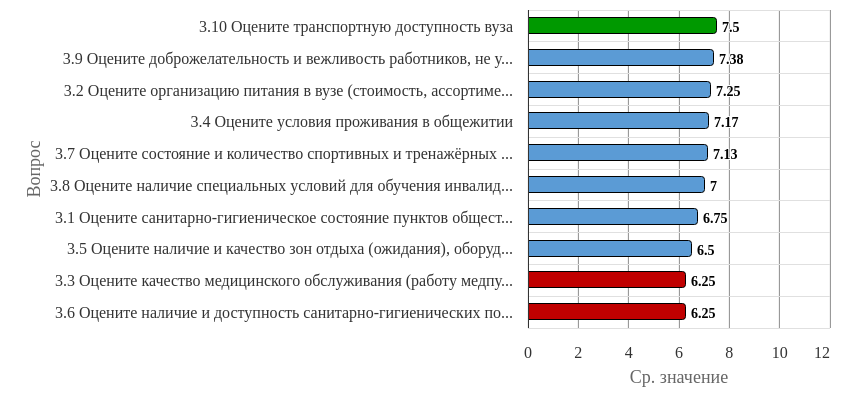 3.10 Оцените транспортную доступность вуза 7.5
3.9 Оцените доброжелательность и вежливость работников, не у... 7.38
3.2 Оцените организацию питания в вузе (стоимость, ассортиме... 7.25
3.4 Оцените условия проживания в общежитии 7.17
3.7 Оцените состояние и количество спортивных и тренажёрных ... 7.13
3.8 Оцените наличие специальных условий для обучения инвалид... 7
3.1 Оцените санитарно-гигиеническое состояние пунктов общест... 6.75
3.5 Оцените наличие и качество зон отдыха (ожидания), оборуд... 6.5
3.3 Оцените качество медицинского обслуживания (работу медпу... 6.25
3.6 Оцените наличие и доступность санитарно-гигиенических по... 6.25
Вопрос
0 2 4 6 8 10 12
Ср. значение